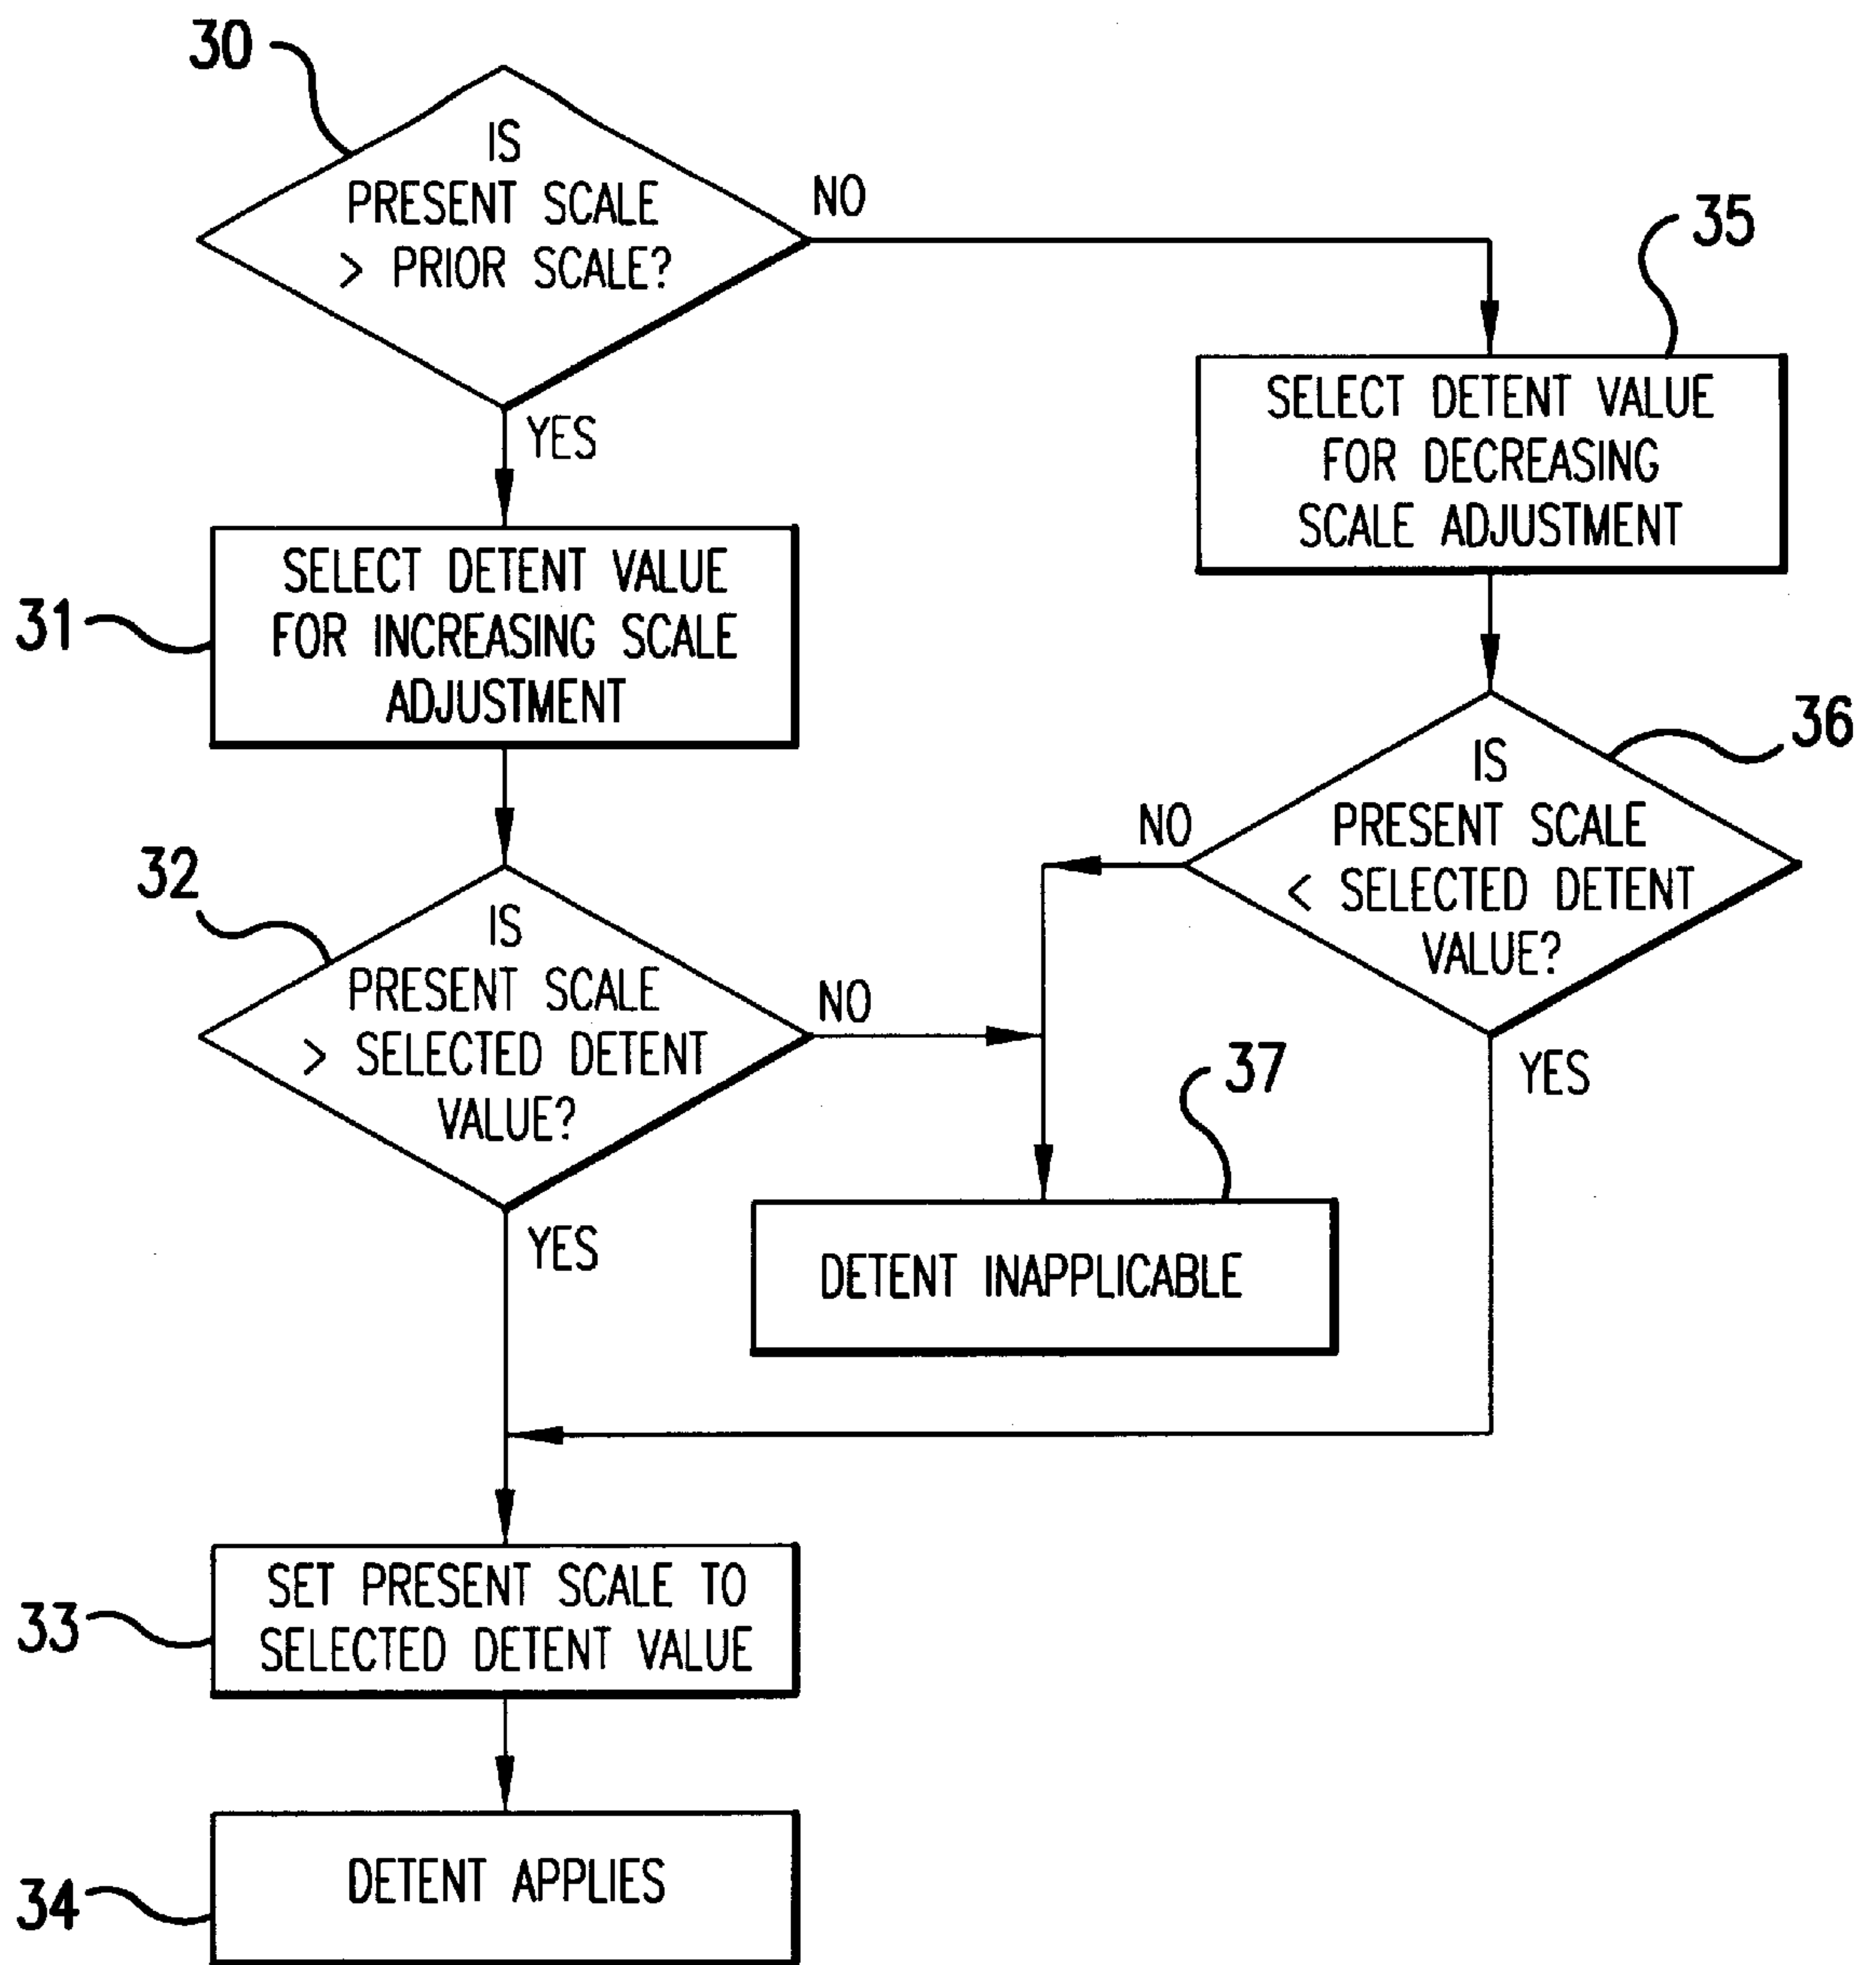 30
IS
PRESENT SCALE
> PRIOR SCALE?
NO
YES
35
SELECT DETENT VALUE
FOR DECREASING
SCALE ADJUSTMENT
31
SELECT DETENT VALUE
FOR INCREASING SCALE
ADJUSTMENT
36
IS
PRESENT SCALE
< SELECTED DETENT
VALUE?
NO
YES
32
IS
PRESENT SCALE
> SELECTED DETENT
VALUE?
NO
YES
37
DETENT INAPPLICABLE
33
SET PRESENT SCALE TO
SELECTED DETENT VALUE
34
DETENT APPLIES